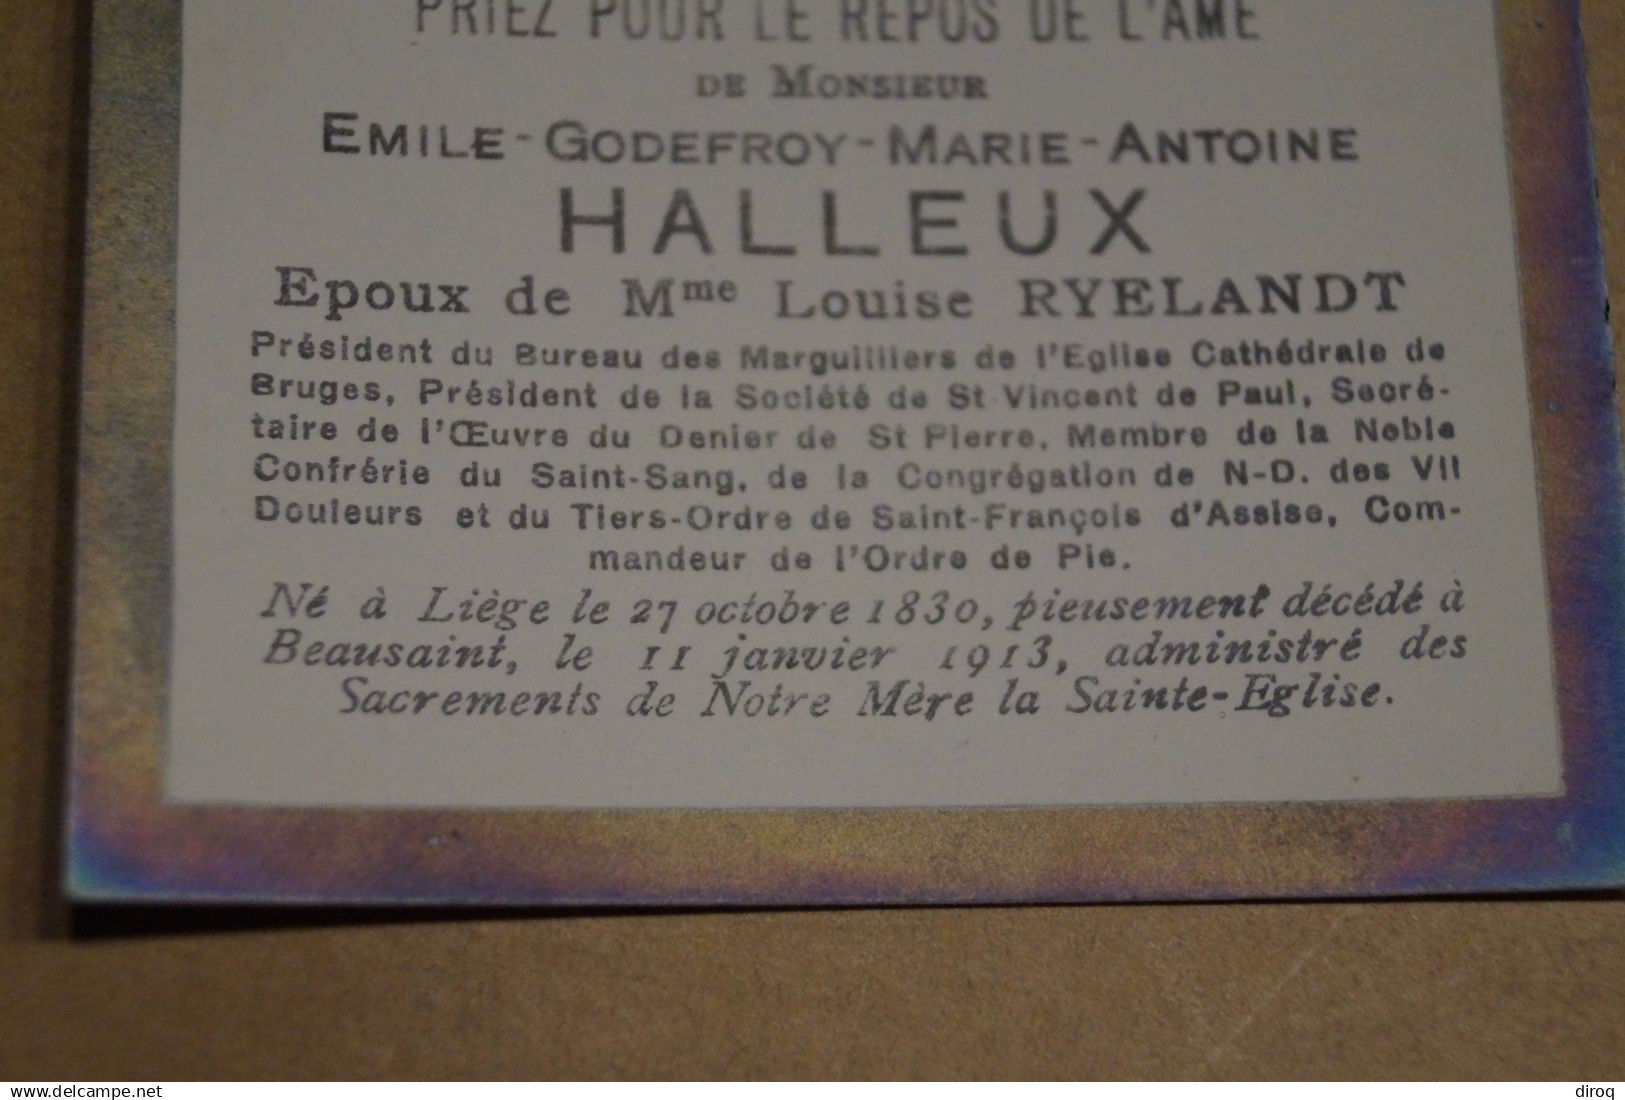 PRIEZ POUR LE REPOS DE L'AME
DE MONSIEUR
EMILE-GODEFROY-MARIE-ANTOINE
HALLEUX
Epoux de Mme Louise RYELANDT
Président du Bureau des Marguilliers de l'Eglise Cathédrale de
Bruges, Président de la Société de St-Vincent de Paul, Secré-
taire de l'Œuvre du Denier de St Pierre, Membre de la Noble
Confrérie du Saint-Sang, de la Congrégation de N-D. des VII
Douleurs et du Tiers-Ordre de Saint-François d'Assise, Com-
mandeur de l'Ordre de Pie.
Né à Liège le 27 octobre 1830, pieusement décédé à
Beausaint, le 11 janvier 1913, administré des
Sacrements de Notre Mère la Sainte-Eglise.
www.delcampe.net
diroq